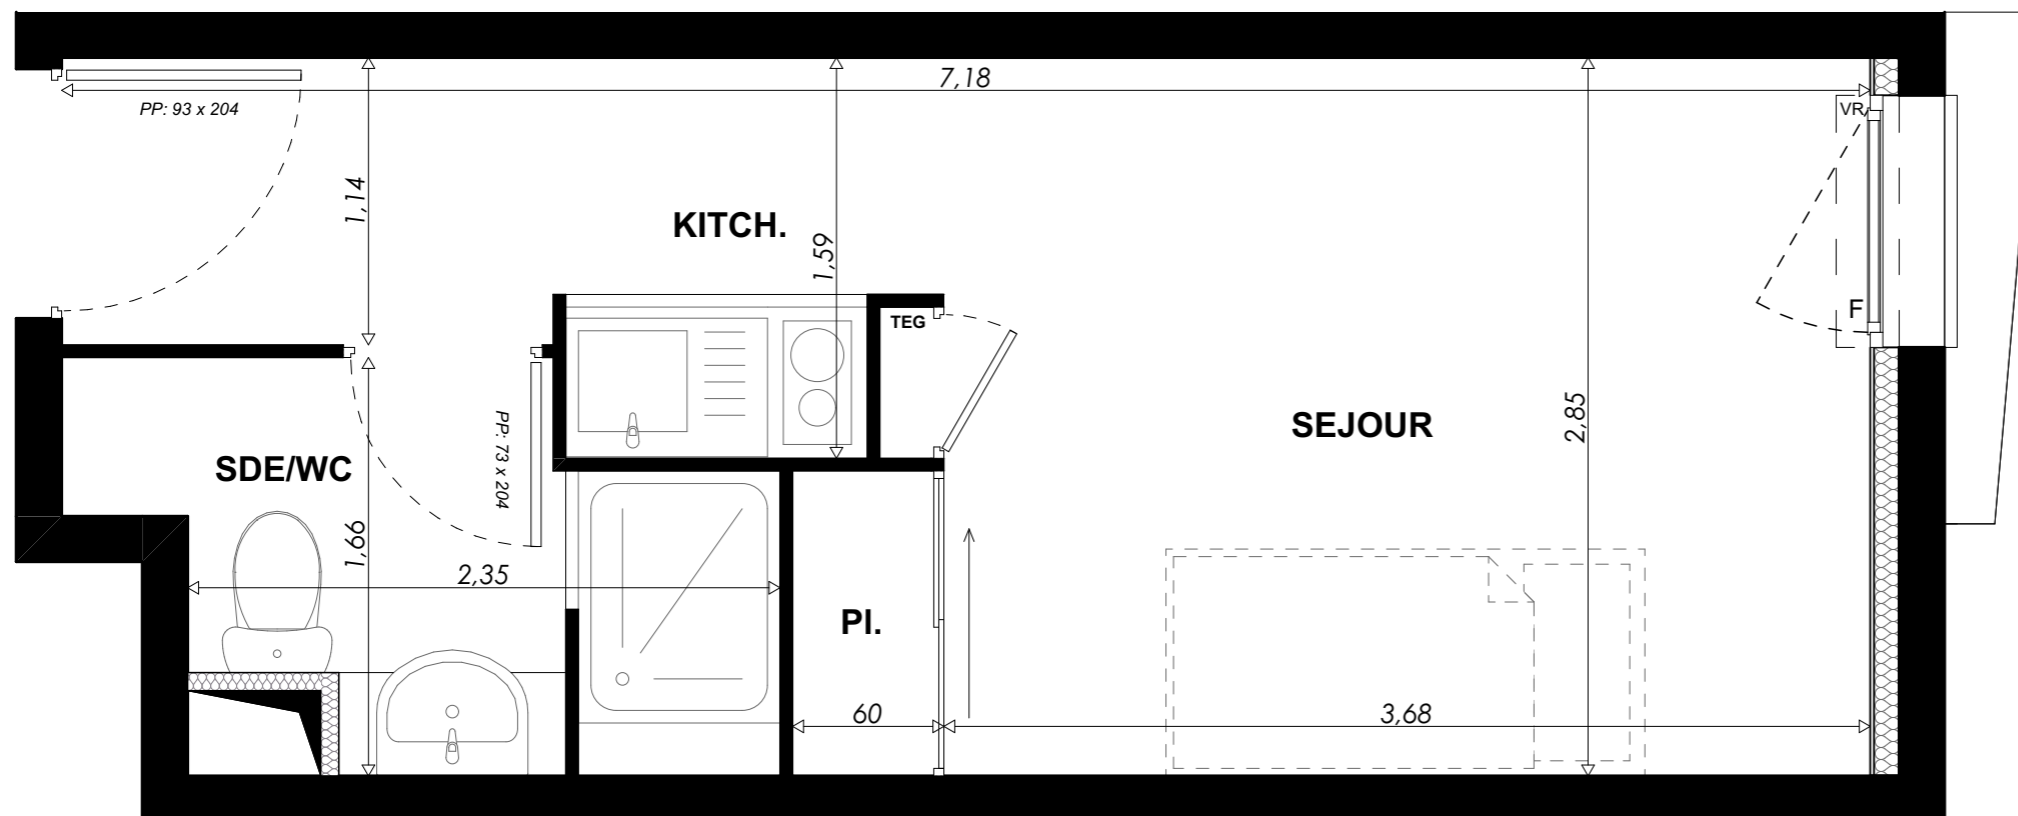 7,18
PP: 93 x 204
VR
1,14
KITCH.
1,59
F
TEG
SEJOUR
2,85
PP: 73 x 204
SDE/WC
1,66
2,35
Pl.
60
3,68